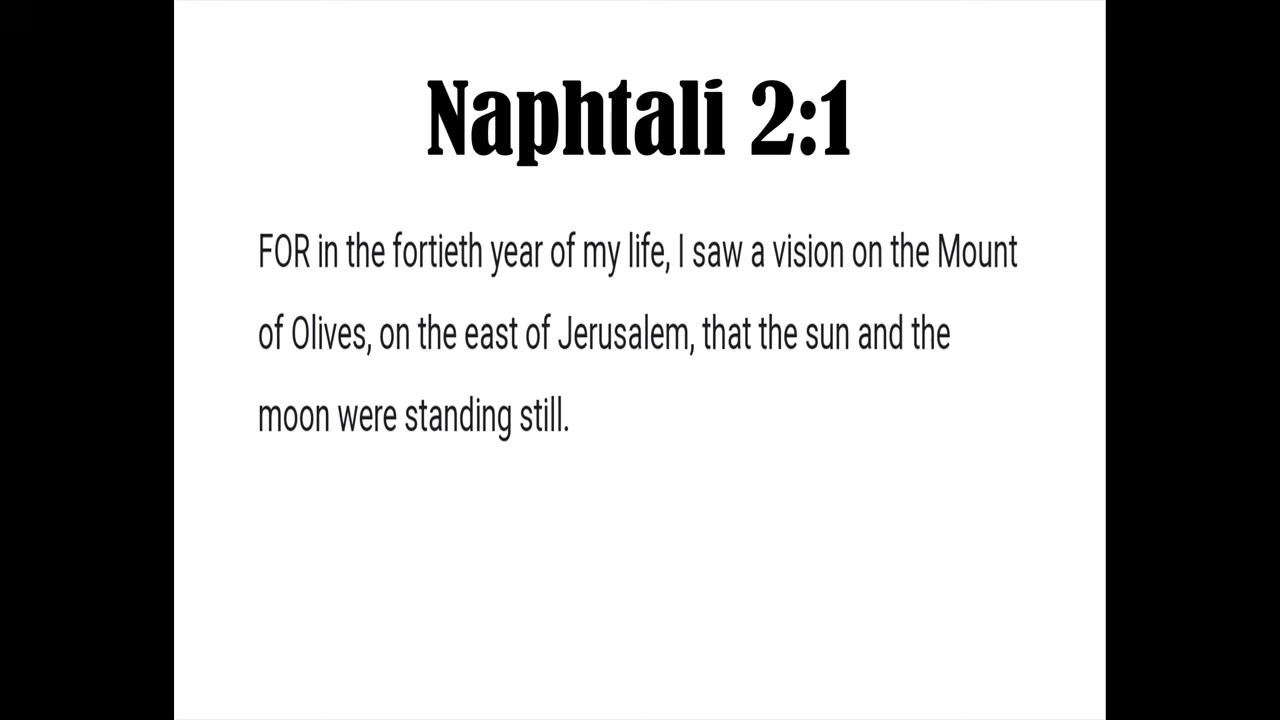 Naphtali 2:1
FOR in the fortieth year of my life, I saw a vision on the Mount
of Olives, on the east of Jerusalem, that the sun and the
moon were standing still.